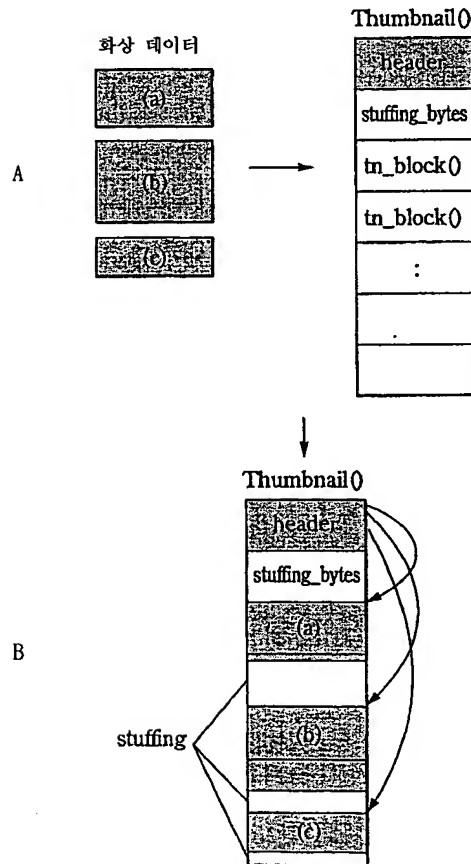 Thumbnail()
화상 데이터
header
(a)
stuffing_bytes
A
(b)
tn_block()
tn_block()
(c)
:
Thumbnail()
header
stuffing_bytes
(a)
B
stuffing
(b)
(c)